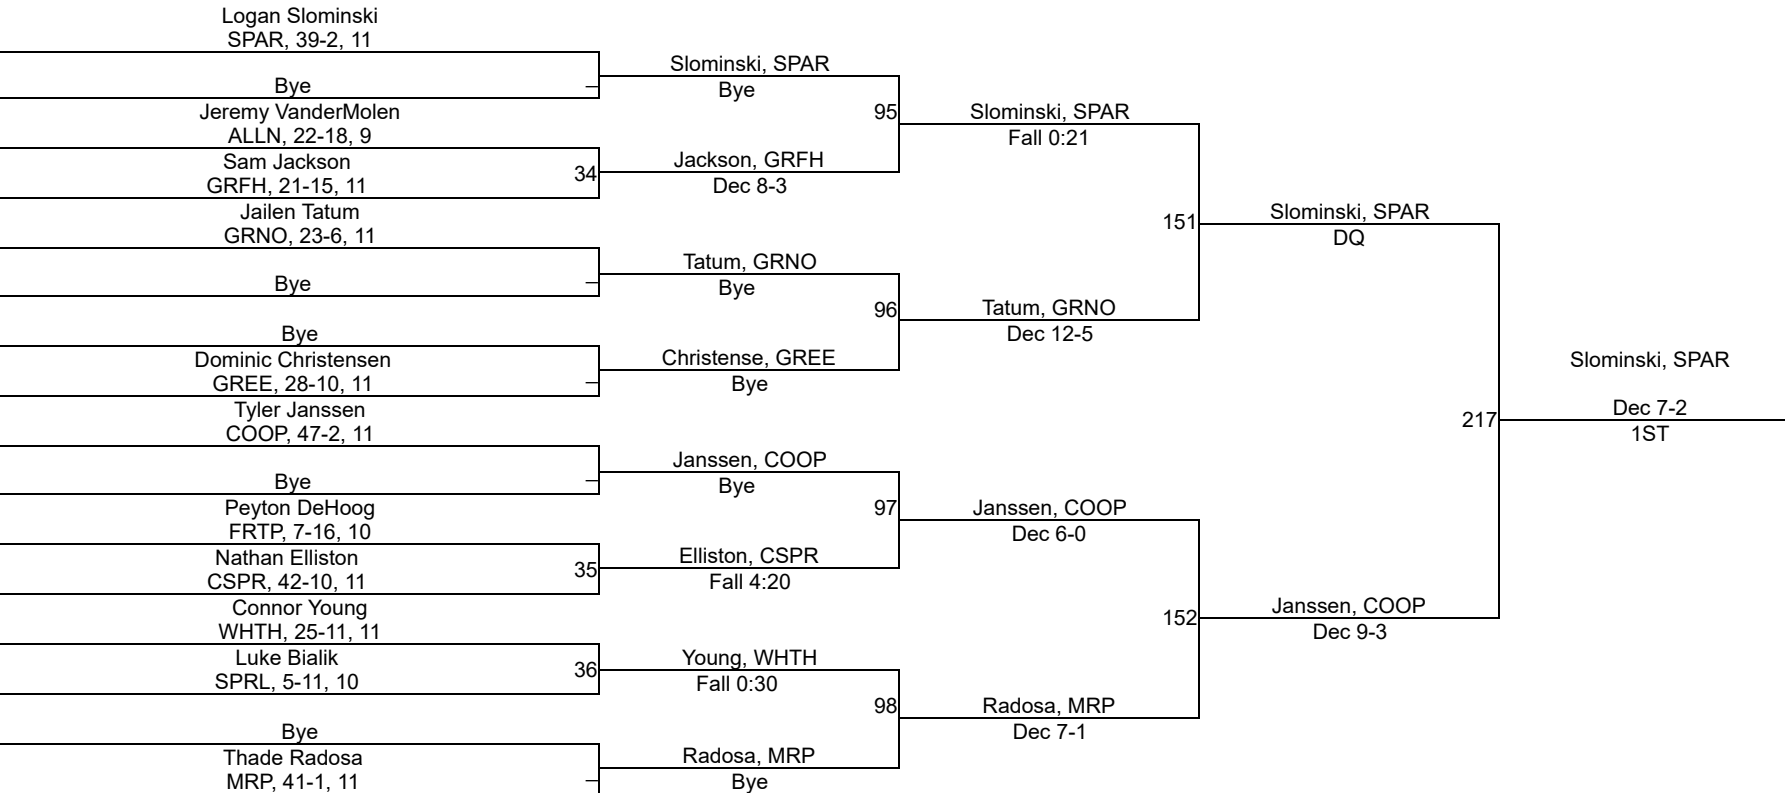 Logan Slominski
SPAR, 39-2, 11
Bye
–
Jeremy VanderMolen
ALLN, 22-18, 9
Sam Jackson
GRFH, 21-15, 11
34
Jailen Tatum
GRNO, 23-6, 11
Bye
–
Bye
Dominic Christensen
GREE, 28-10, 11
–
Tyler Janssen
COOP, 47-2, 11
Bye
–
Peyton DeHoog
FRTP, 7-16, 10
Nathan Elliston
CSPR, 42-10, 11
35
Connor Young
WHTH, 25-11, 11
Luke Bialik
SPRL, 5-11, 10
36
Bye
Thade Radosa
MRP, 41-1, 11
–
Slominski, SPAR
Bye
95
Jackson, GRFH
Dec 8-3
Tatum, GRNO
Bye
96
Christense, GREE
Bye
Janssen, COOP
Bye
97
Elliston, CSPR
Fall 4:20
Young, WHTH
Fall 0:30
98
Radosa, MRP
Bye
Slominski, SPAR
Fall 0:21
151
Tatum, GRNO
Dec 12-5
Janssen, COOP
Dec 6-0
152
Radosa, MRP
Dec 7-1
Slominski, SPAR
DQ
217
Janssen, COOP
Dec 9-3
Slominski, SPAR
Dec 7-2
1ST